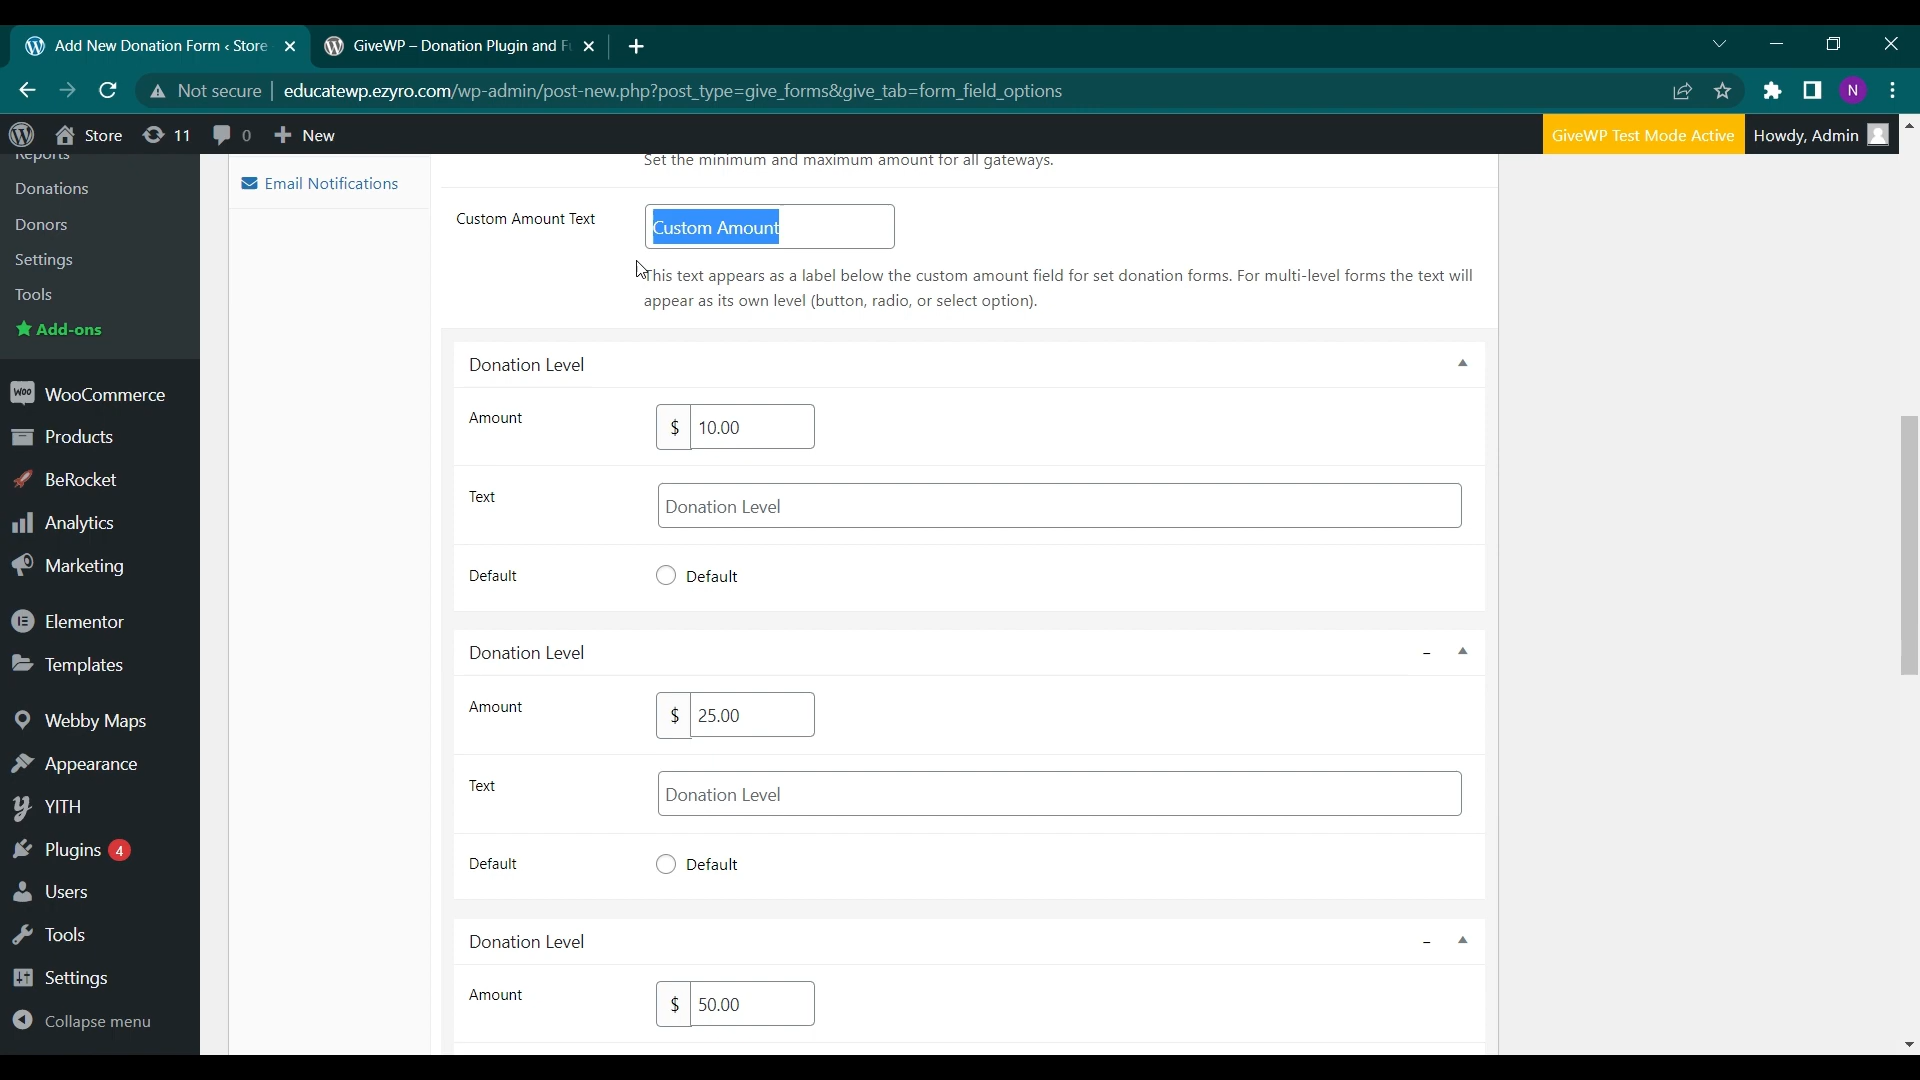 Add New Donation Form ‹ Store
GiveWP – Donation Plugin and Fu
Not secure
educatewp.ezyro.com/wp-admin/post-new.php?post_type=give_forms&give_tab=form_field_options
N
Store
11
0
New
GiveWP Test Mode Active
Howdy, Admin
Reports
Donations
Donors
Settings
Tools
Add-ons
WooCommerce
Products
BeRocket
Analytics
Marketing
Elementor
Templates
Webby Maps
Appearance
YITH
Plugins 4
Users
Tools
Settings
Collapse menu
Email Notifications
Set the minimum and maximum amount for all gateways.
Custom Amount Text
Custom Amount
This text appears as a label below the custom amount field for set donation forms. For multi-level forms the text will
appear as its own level (button, radio, or select option).
Donation Level
Amount
$ 10.00
Text
Donation Level
Default
Default
Donation Level
Amount
$ 25.00
Text
Donation Level
Default
Default
Donation Level
Amount
$ 50.00